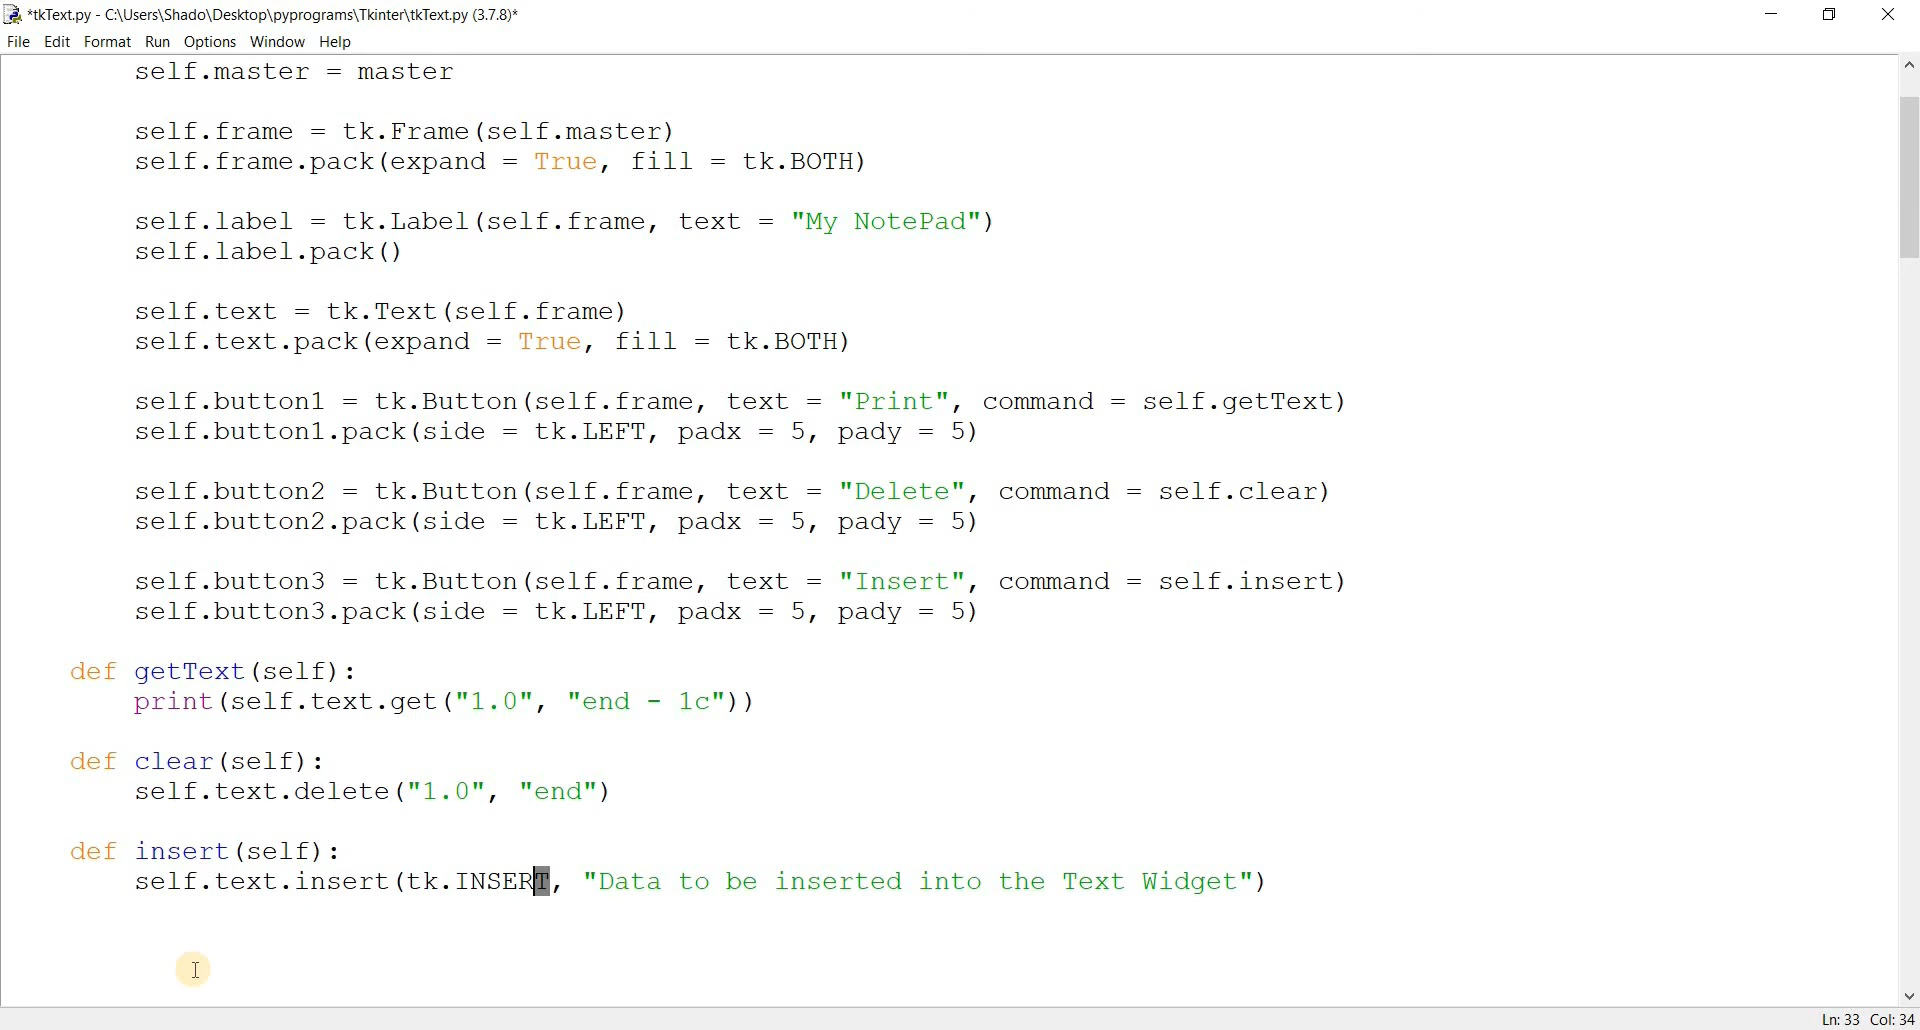 *tkText.py - C:\Users\Shado\Desktop\pyprograms\Tkinter\tkText.py (3.7.8)*
File Edit Format Run Options Window Help
self.master = master
self.frame = tk.Frame(self.master)
self.frame.pack(expand = True, fill = tk.BOTH)
self.label = tk.Label(self.frame, text = "My NotePad")
self.label.pack()
self.text = tk.Text(self.frame)
self.text.pack(expand = True, fill = tk.BOTH)
self.button1 = tk.Button(self.frame, text = "Print", command = self.getText)
self.button1.pack(side = tk.LEFT, padx = 5, pady = 5)
self.button2 = tk.Button(self.frame, text = "Delete", command = self.clear)
self.button2.pack(side = tk.LEFT, padx = 5, pady = 5)
self.button3 = tk.Button(self.frame, text = "Insert", command = self.insert)
self.button3.pack(side = tk.LEFT, padx = 5, pady = 5)
def getText(self):
print(self.text.get("1.0", "end - 1c"))
def clear(self):
self.text.delete("1.0", "end")
def insert(self):
self.text.insert(tk.INSERT, "Data to be inserted into the Text Widget")
Ln: 33 Col: 34